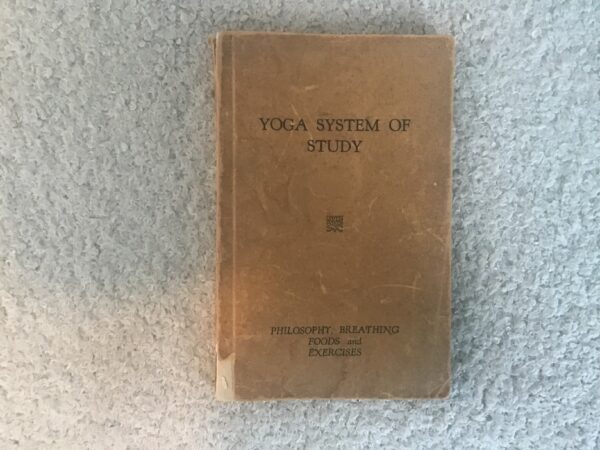 YOGA SYSTEM OF
STUDY
PHILOSOPHY, BREATHING
FOODS and
EXERCISES